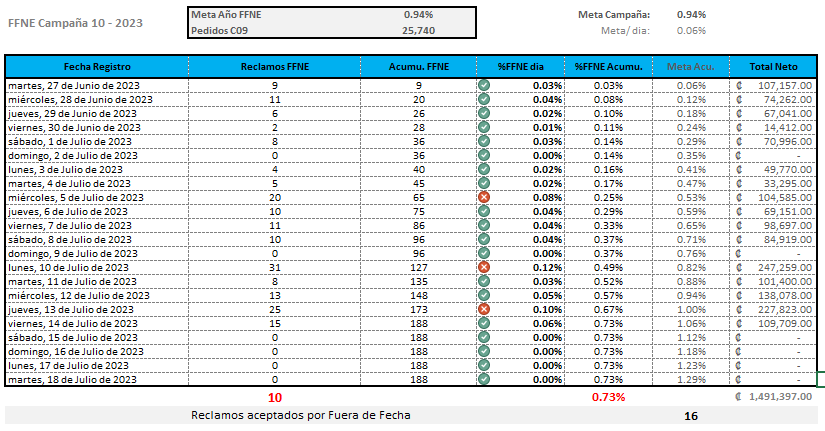 FFNE Campaña 10 - 2023
Meta Año FFNE 0.94%
Pedidos C09 25,740
Meta Campaña: 0.94%
Meta/ dia: 0.06%
Fecha Registro Reclamos FFNE Acumu. FFNE %FFNE dia %FFNE Acumu. Meta Acu. Total Neto
martes, 27 de Junio de 2023 9 9 0.03% 0.03% 0.06% ₡ 107,157.00
miércoles, 28 de Junio de 2023 11 20 0.04% 0.08% 0.12% ₡ 74,262.00
jueves, 29 de Junio de 2023 6 26 0.02% 0.10% 0.18% ₡ 67,041.00
viernes, 30 de Junio de 2023 2 28 0.01% 0.11% 0.24% ₡ 14,412.00
sábado, 1 de Julio de 2023 8 36 0.03% 0.14% 0.29% ₡ 70,996.00
domingo, 2 de Julio de 2023 0 36 0.00% 0.14% 0.35% ₡ -
lunes, 3 de Julio de 2023 4 40 0.02% 0.16% 0.41% ₡ 49,770.00
martes, 4 de Julio de 2023 5 45 0.02% 0.17% 0.47% ₡ 33,295.00
miércoles, 5 de Julio de 2023 20 65 0.08% 0.25% 0.53% ₡ 104,585.00
jueves, 6 de Julio de 2023 10 75 0.04% 0.29% 0.59% ₡ 69,151.00
viernes, 7 de Julio de 2023 11 86 0.04% 0.33% 0.65% ₡ 98,697.00
sábado, 8 de Julio de 2023 10 96 0.04% 0.37% 0.71% ₡ 84,919.00
domingo, 9 de Julio de 2023 0 96 0.00% 0.37% 0.76% ₡ -
lunes, 10 de Julio de 2023 31 127 0.12% 0.49% 0.82% ₡ 247,259.00
martes, 11 de Julio de 2023 8 135 0.03% 0.52% 0.88% ₡ 101,400.00
miércoles, 12 de Julio de 2023 13 148 0.05% 0.57% 0.94% ₡ 138,078.00
jueves, 13 de Julio de 2023 25 173 0.10% 0.67% 1.00% ₡ 227,823.00
viernes, 14 de Julio de 2023 15 188 0.06% 0.73% 1.06% ₡ 109,709.00
sábado, 15 de Julio de 2023 0 188 0.00% 0.73% 1.12% ₡ -
domingo, 16 de Julio de 2023 0 188 0.00% 0.73% 1.18% ₡ -
lunes, 17 de Julio de 2023 0 188 0.00% 0.73% 1.23% ₡ -
martes, 18 de Julio de 2023 0 188 0.00% 0.73% 1.29% ₡ -
10 0.73% ₡ 1,491,397.00
Reclamos aceptados por Fuera de Fecha 16